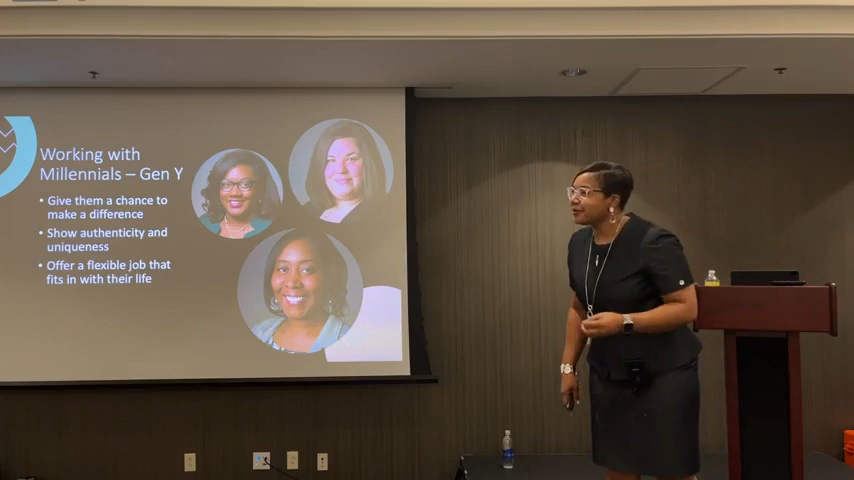 Working with
Millennials – Gen Y
• Give them a chance to
make a difference
• Show authenticity and
uniqueness
• Offer a flexible job that
fits in with their life